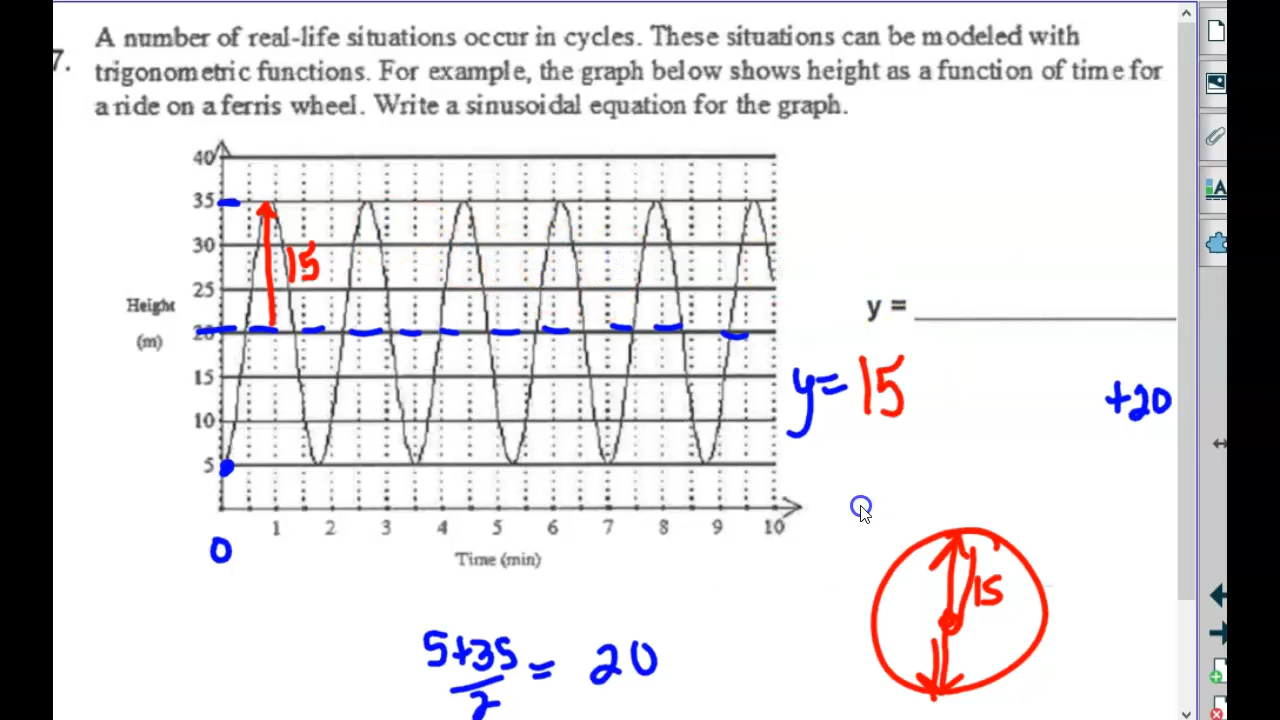 A number of real-life situations occur in cycles. These situations can be modeled with
7. trigonometric functions. For example, the graph below shows height as a function of time for
a ride on a ferris wheel. Write a sinusoidal equation for the graph.
40
35
30
15
25
Height
(m)
20
15
10
5
y = ____________________
y = 15 +20
1 2 3 4 5 6 7 8 9 10
0
Time (min)
15
5+35
2
= 20